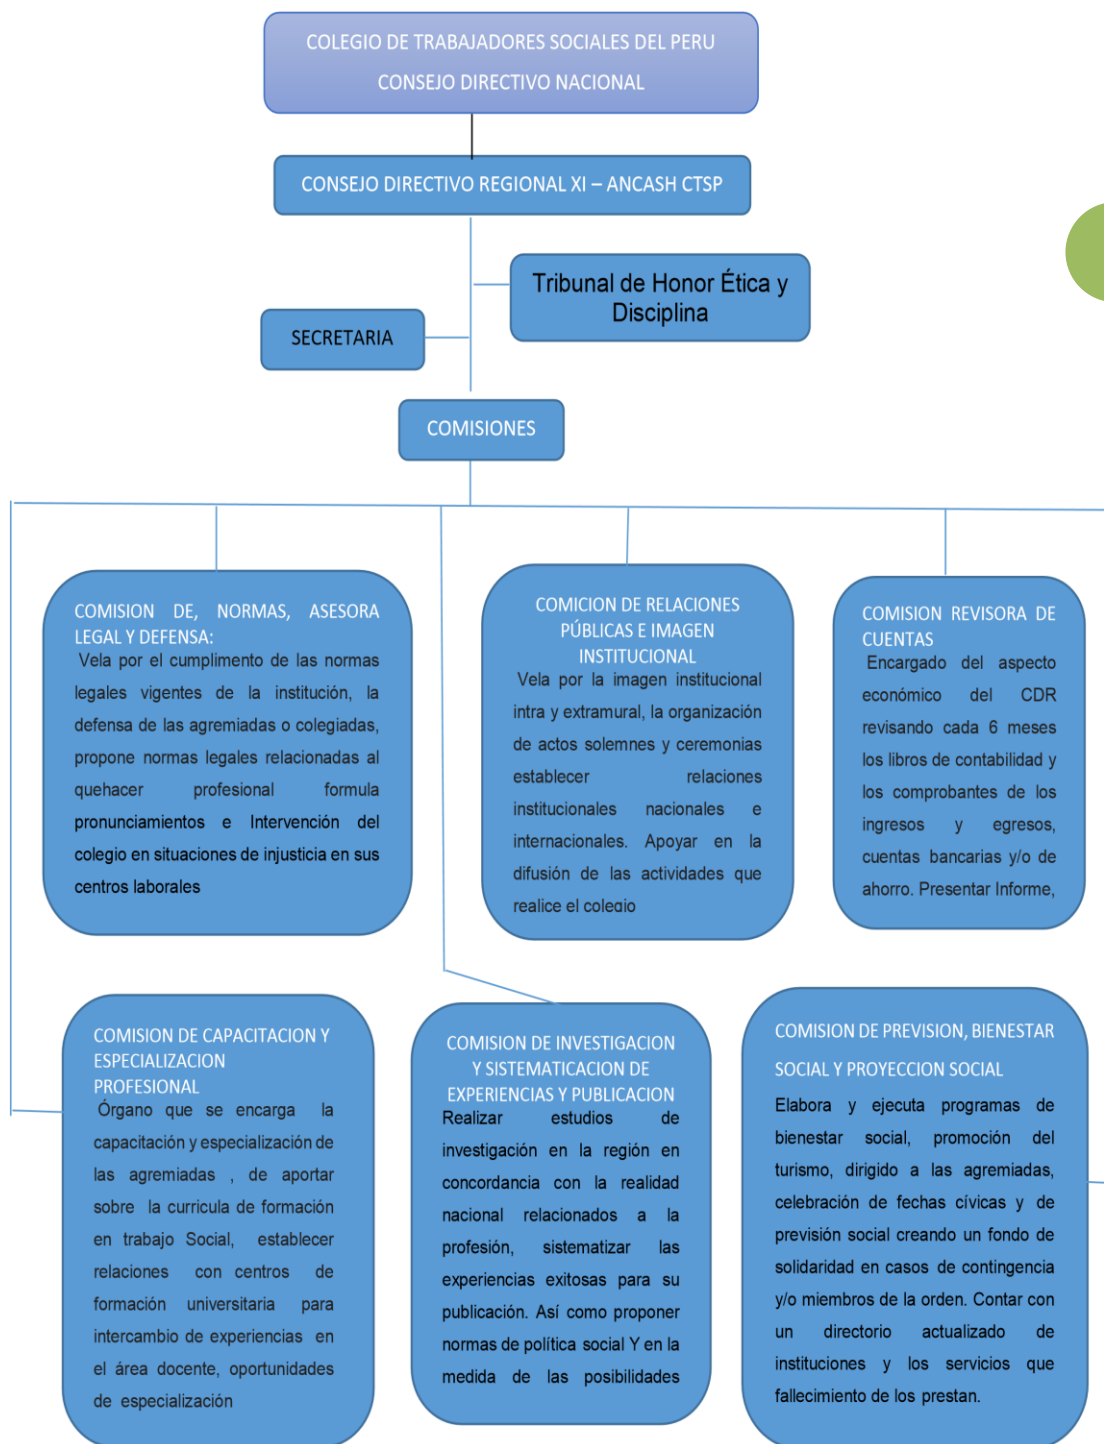 COLEGIO DE TRABAJADORES SOCIALES DEL PERU
CONSEJO DIRECTIVO NACIONAL
CONSEJO DIRECTIVO REGIONAL XI – ANCASH CTSP
Tribunal de Honor Ética y
Disciplina
SECRETARIA
COMISIONES
COMISION DE, NORMAS, ASESORA
LEGAL Y DEFENSA:
Vela por el cumplimento de las normas
legales vigentes de la institución, la
defensa de las agremiadas o colegiadas,
propone normas legales relacionadas al
quehacer profesional formula
pronunciamientos e Intervención del
colegio en situaciones de injusticia en sus
centros laborales
COMICION DE RELACIONES
PÚBLICAS E IMAGEN
INSTITUCIONAL
Vela por la imagen institucional
intra y extramural, la organización
de actos solemnes y ceremonias
establecer relaciones
institucionales nacionales e
internacionales. Apoyar en la
difusión de las actividades que
realice el colegio
COMISION REVISORA DE
CUENTAS
Encargado del aspecto
económico del CDR
revisando cada 6 meses
los libros de contabilidad y
los comprobantes de los
ingresos y egresos,
cuentas bancarias y/o de
ahorro. Presentar Informe,
COMISION DE CAPACITACION Y
ESPECIALIZACION
PROFESIONAL
Órgano que se encarga la
capacitación y especialización de
las agremiadas , de aportar
sobre la curricula de formación
en trabajo Social, establecer
relaciones con centros de
formación universitaria para
intercambio de experiencias en
el área docente, oportunidades
de especialización
COMISION DE INVESTIGACION
Y SISTEMATICACION DE
EXPERIENCIAS Y PUBLICACION
Realizar estudios de
investigación en la región en
concordancia con la realidad
nacional relacionados a la
profesión, sistematizar las
experiencias exitosas para su
publicación. Así como proponer
normas de política social Y en la
medida de las posibilidades
COMISION DE PREVISION, BIENESTAR
SOCIAL Y PROYECCION SOCIAL
Elabora y ejecuta programas de
bienestar social, promoción del
turismo, dirigido a las agremiadas,
celebración de fechas cívicas y de
previsión social creando un fondo de
solidaridad en casos de contingencia
y/o miembros de la orden. Contar con
un directorio actualizado de
instituciones y los servicios que
fallecimiento de los prestan.